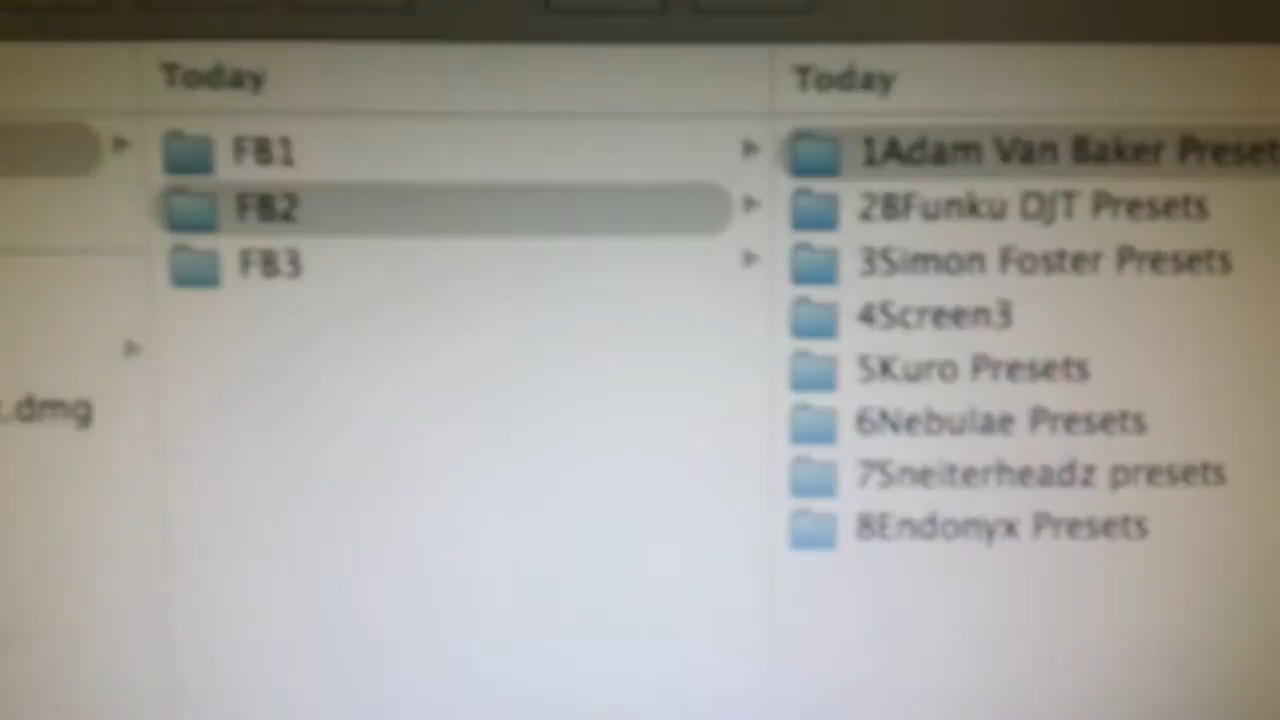 Today
FB1
FB2
FB3
.dmg
Today
1Adam Van Baker Preset
2BFunku DJT Presets
3Simon Foster Presets
4Screen3
5Kuro Presets
6Nebulae Presets
7Sneiterheadz presets
8Endonyx Presets